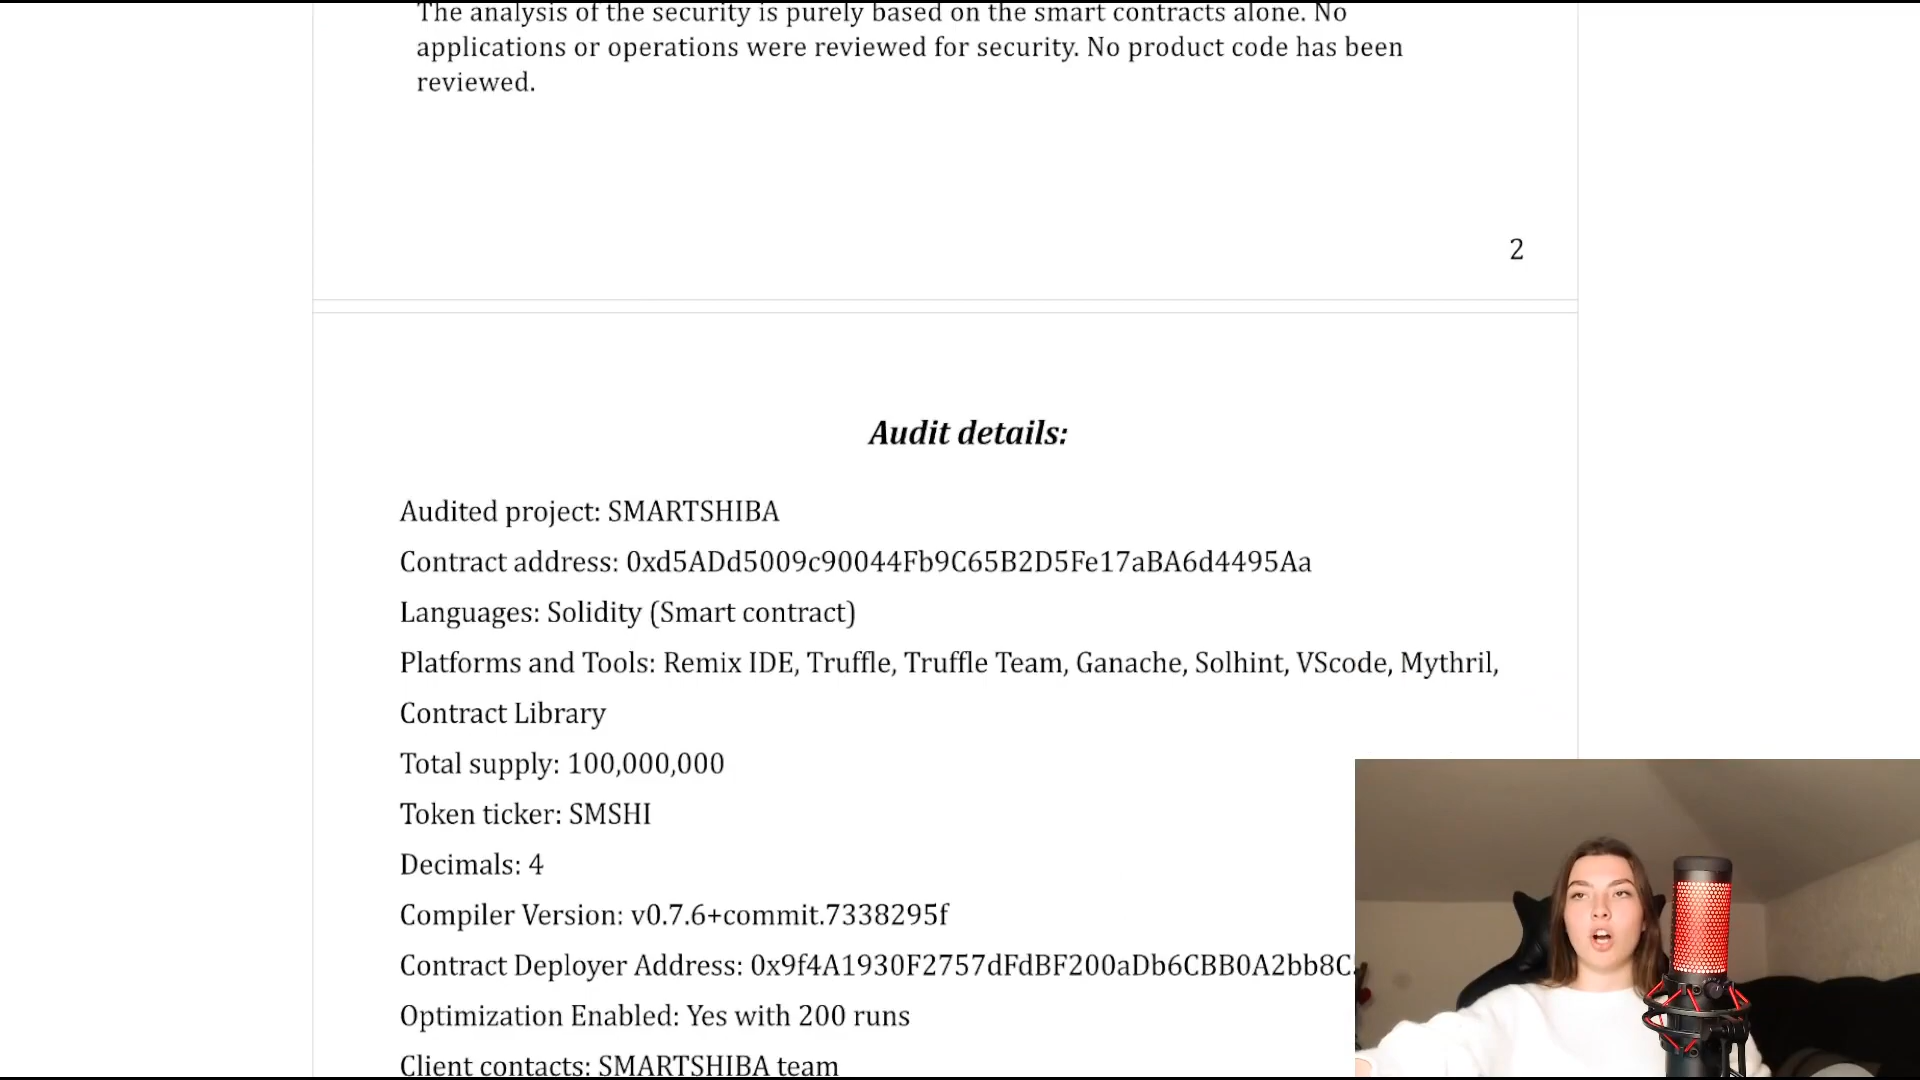 The analysis of the security is purely based on the smart contracts alone. No
applications or operations were reviewed for security. No product code has been
reviewed.
2
Audit details:
Audited project: SMARTSHIBA
Contract address: 0xd5ADd5009c90044Fb9C65B2D5Fe17aBA6d4495Aa
Languages: Solidity (Smart contract)
Platforms and Tools: Remix IDE, Truffle, Truffle Team, Ganache, Solhint, VScode, Mythril,
Contract Library
Total supply: 100,000,000
Token ticker: SMSHI
Decimals: 4
Compiler Version: v0.7.6+commit.7338295f
Contract Deployer Address: 0x9f4A1930F2757dFdBF200aDb6CBB0A2bb8C
Optimization Enabled: Yes with 200 runs
Client contacts: SMARTSHIBA team